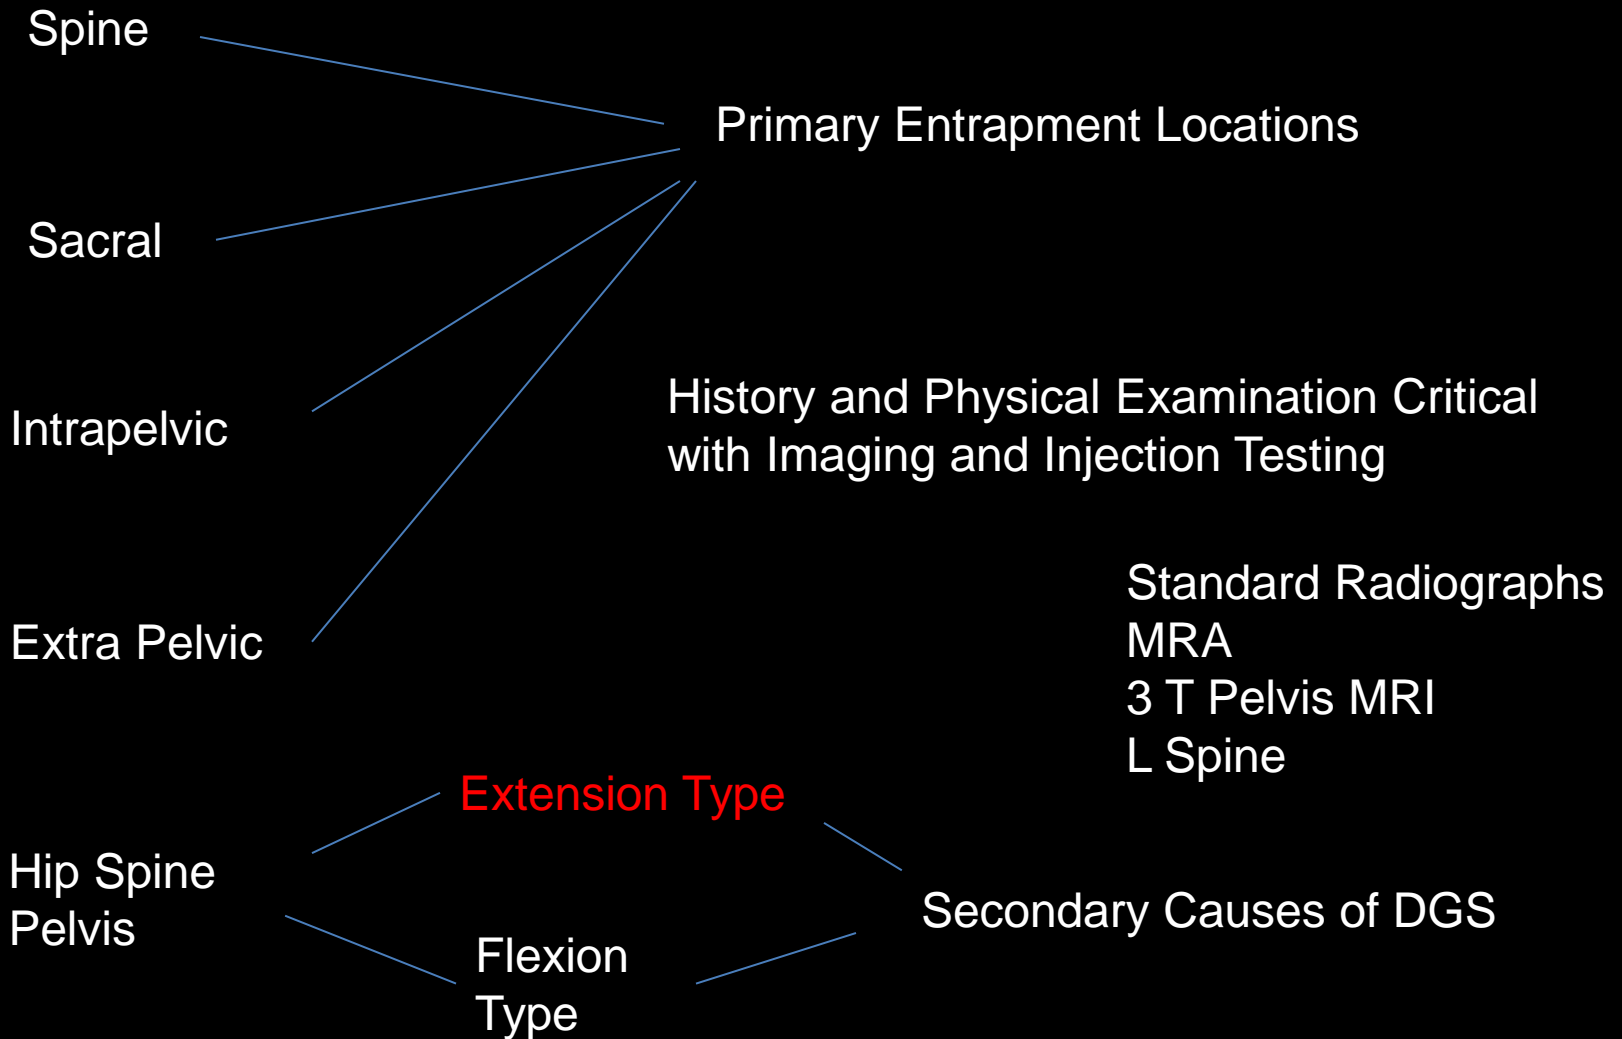 Spine
Primary Entrapment Locations
Sacral
History and Physical Examination Critical
with Imaging and Injection Testing
Intrapelvic
Standard Radiographs
MRA
3 T Pelvis MRI
L Spine
Extra Pelvic
Extension Type
Hip Spine
Pelvis
Flexion
Type
Secondary Causes of DGS